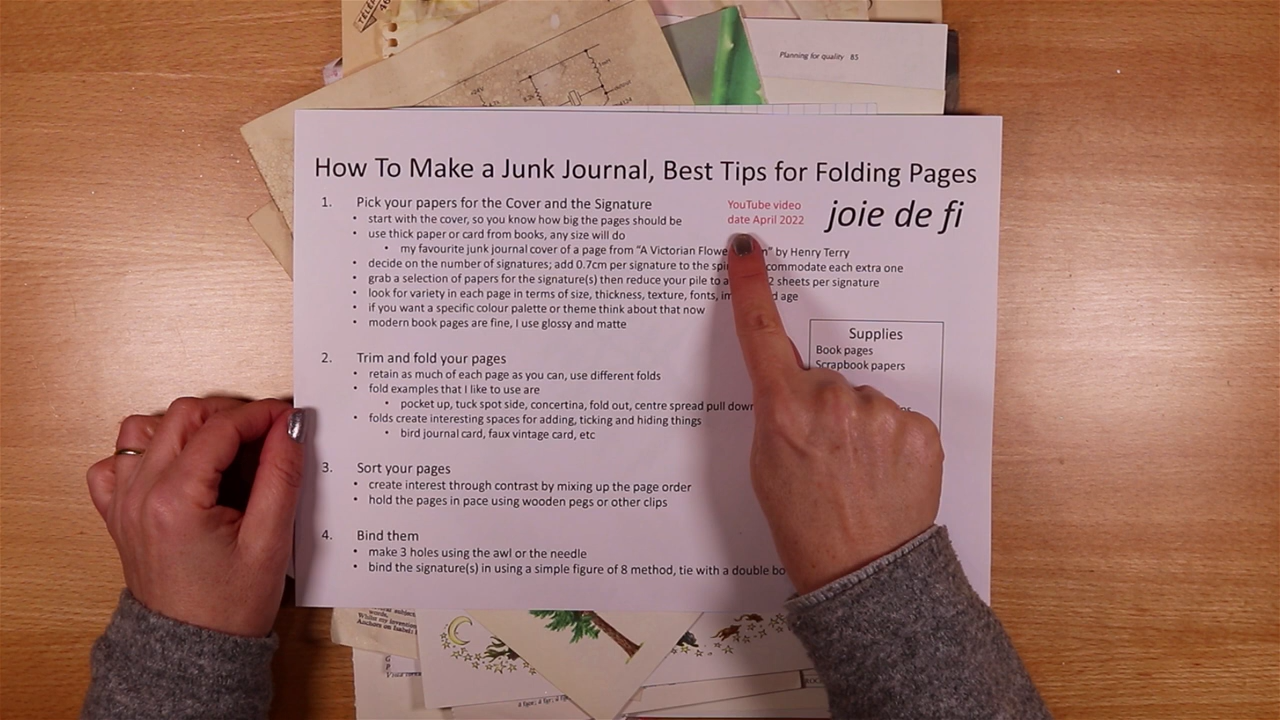 Planning for quality 85
How To Make a Junk Journal, Best Tips for Folding Pages
YouTube video
date April 2022
joie de fi
1. Pick your papers for the Cover and the Signature
• start with the cover, so you know how big the pages should be
• use thick paper or card from books, any size will do
• my favourite junk journal cover of a page from “A Victorian by Henry Terry
• decide on the number of signatures; add 0.7cm per signature to the each extra one
• grab a selection of papers for the signature(s) then reduce your pile to sheets per signature
• look for variety in each page in terms of size, thickness, texture, fonts, age
• if you want a specific colour palette or theme think about that now
• modern book pages are fine, I use glossy and matte
Supplies
Book pages
Scrapbook papers
2. Trim and fold your pages
• retain as much of each page as you can, use different folds
• fold examples that I like to use are
• pocket up, tuck spot side, concertina, fold out, centre spread pull
• folds create interesting spaces for adding, ticking and hiding things
• bird journal card, faux vintage card, etc
3. Sort your pages
• create interest through contrast by mixing up the page order
• hold the pages in pace using wooden pegs or other clips
4. Bind them
• make 3 holes using the awl or the needle
• bind the signature(s) in using a simple figure of 8 method, tie with a double